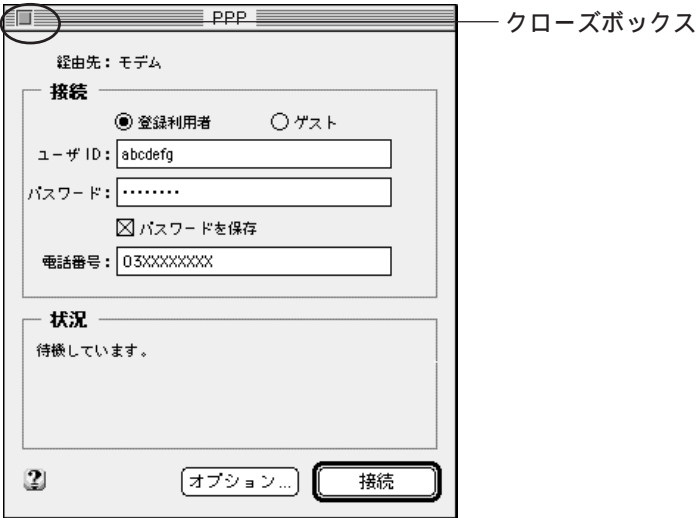 PPP
クローズボックス
経由先：モデム
接続
登録利用者 ゲスト
ユーザ ID： abcdefg
パスワード： ••••••••
パスワードを保存
電話番号： 03XXXXXXXX
状況
待機しています。
? オプション... 接続